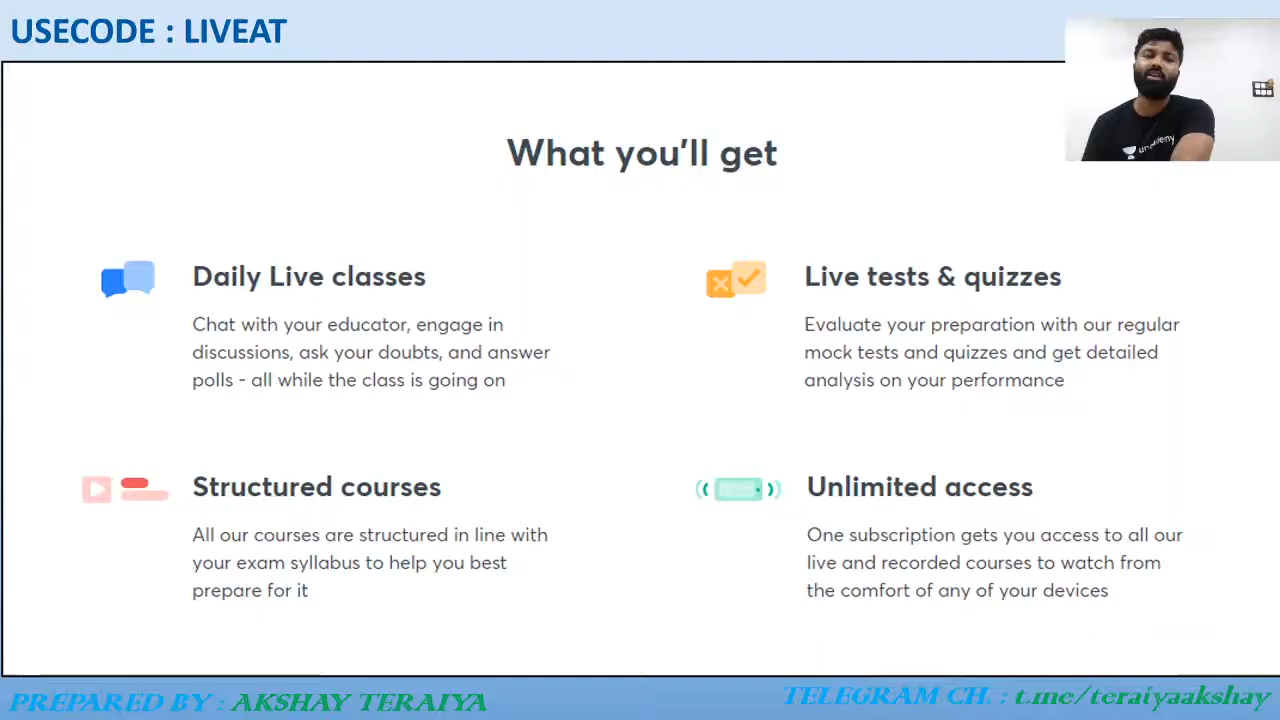 USECODE : LIVEAT
What you'll get
Daily Live classes
Chat with your educator, engage in
discussions, ask your doubts, and answer
polls - all while the class is going on
Live tests & quizzes
Evaluate your preparation with our regular
mock tests and quizzes and get detailed
analysis on your performance
Structured courses
All our courses are structured in line with
your exam syllabus to help you best
prepare for it
Unlimited access
One subscription gets you access to all our
live and recorded courses to watch from
the comfort of any of your devices
PREPARED BY : AKSHAY TERAIYA
TELEGRAM CH. : t.me/teraiyaakshay